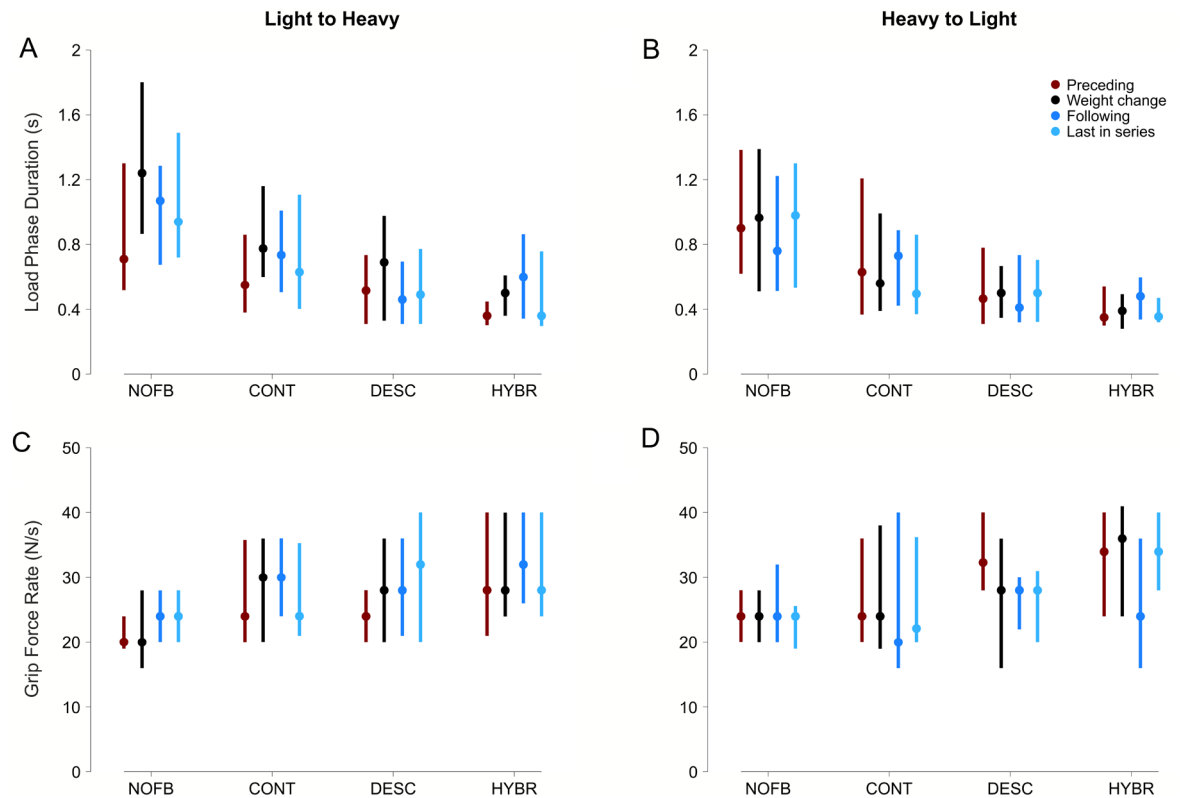 Light to Heavy
Heavy to Light
A
B
Load Phase Duration (s)
2
1.6
1.2
0.8
0.4
0
NOFB CONT DESC HYBR
2
1.6
1.2
0.8
0.4
0
Preceding
Weight change
Following
Last in series
NOFB CONT DESC HYBR
C
D
Grip Force Rate (N/s)
50
40
30
20
10
0
NOFB CONT DESC HYBR
50
40
30
20
10
0
NOFB CONT DESC HYBR